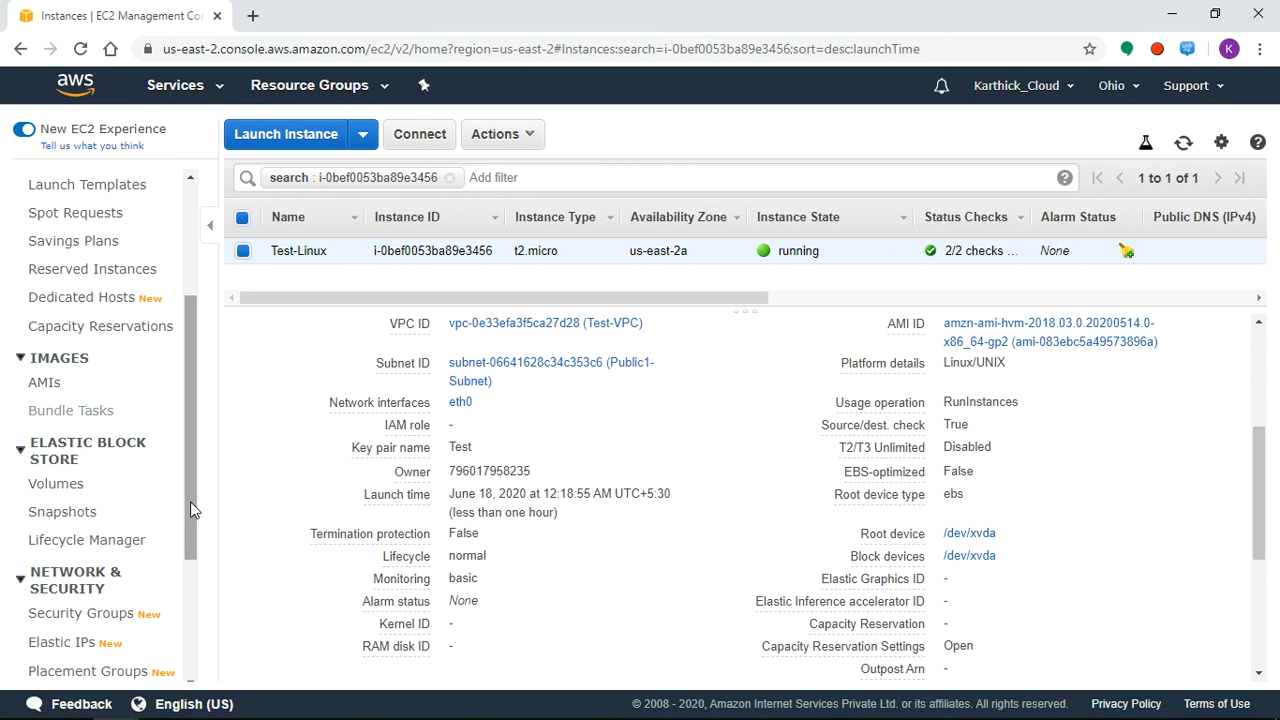 Instances | EC2 Management Co
us-east-2.console.aws.amazon.com/ec2/v2/home?region=us-east-2#Instances:search=i-0bef0053ba89e3456;sort=desc:launchTime
K
aws
Services
Resource Groups
Karthick_Cloud
Ohio
Support
New EC2 Experience
Tell us what you think
Launch Templates
Spot Requests
Savings Plans
Reserved Instances
Dedicated Hosts New
Capacity Reservations
IMAGES
AMIs
Bundle Tasks
ELASTIC BLOCK
STORE
Volumes
Snapshots
Lifecycle Manager
NETWORK &
SECURITY
Security Groups New
Elastic IPs New
Placement Groups New
Launch Instance
Connect
Actions
search : i-0bef0053ba89e3456
Add filter
1 to 1 of 1
Name Instance ID Instance Type Availability Zone Instance State Status Checks Alarm Status Public DNS (IPv4)
Test-Linux i-0bef0053ba89e3456 t2.micro us-east-2a running 2/2 checks ... None
VPC ID vpc-0e33efa3f5ca27d28 (Test-VPC)
Subnet ID subnet-06641628c34c353c6 (Public1-
Subnet)
Network interfaces eth0
IAM role -
Key pair name Test
Owner 796017958235
Launch time June 18, 2020 at 12:18:55 AM UTC+5:30
(less than one hour)
Termination protection False
Lifecycle normal
Monitoring basic
Alarm status None
Kernel ID -
RAM disk ID -
AMI ID amzn-ami-hvm-2018.03.0.20200514.0-
x86_64-gp2 (ami-083ebc5a49573896a)
Platform details Linux/UNIX
Usage operation RunInstances
Source/dest. check True
T2/T3 Unlimited Disabled
EBS-optimized False
Root device type ebs
Root device /dev/xvda
Block devices /dev/xvda
Elastic Graphics ID -
Elastic Inference accelerator ID -
Capacity Reservation -
Capacity Reservation Settings Open
Outpost Arn -
Feedback
English (US)
© 2008 - 2020, Amazon Internet Services Private Ltd. or its affiliates. All rights reserved.
Privacy Policy
Terms of Use